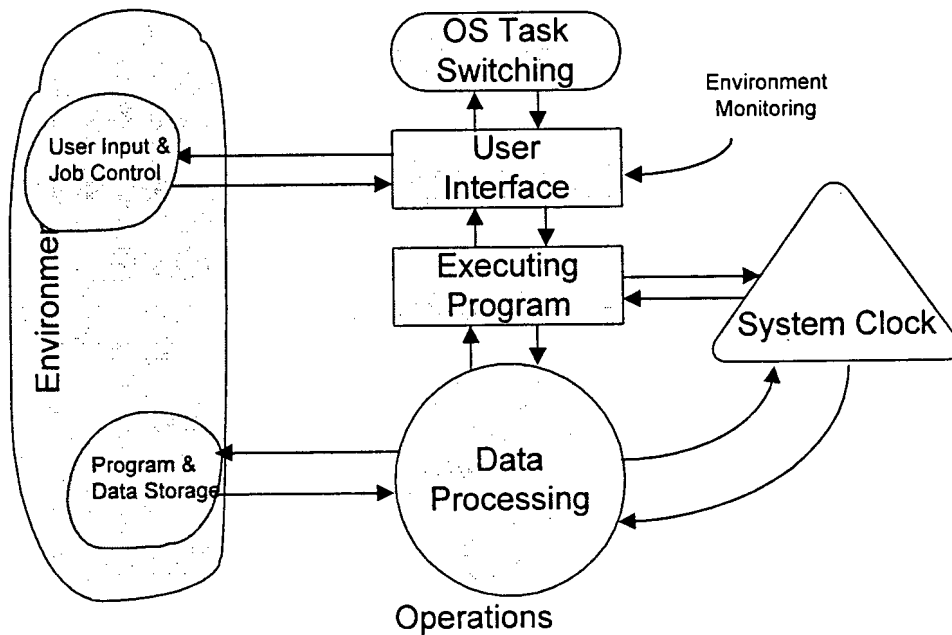 OS Task
Switching
Environment
Monitoring
User Input &
Job Control
User
Interface
Executing
Program
System Clock
Environmen
Program &
Data Storage
Data
Processing
Operations